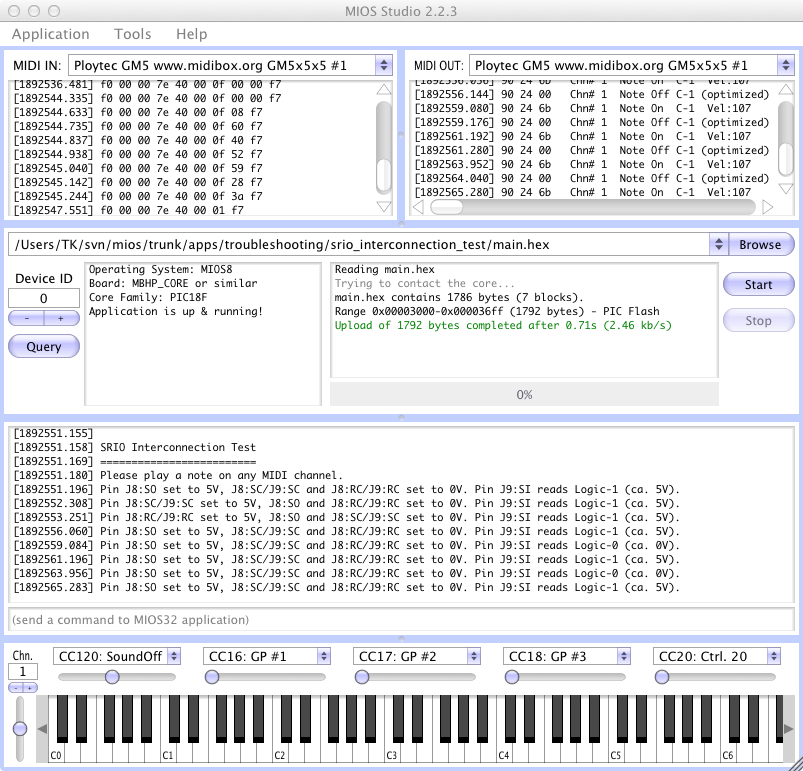 MIOS Studio 2.2.3
Application Tools Help
MIDI IN: Ploytec GM5 www.midibox.org GM5x5x5 #1
[1892536.481] f0 00 00 7e 40 00 0f 00 00 f7
[1892544.335] f0 00 00 7e 40 00 0f 00 00 f7
[1892544.633] f0 00 00 7e 40 00 0f 08 f7
[1892544.735] f0 00 00 7e 40 00 0f 60 f7
[1892544.837] f0 00 00 7e 40 00 0f 40 f7
[1892544.938] f0 00 00 7e 40 00 0f 52 f7
[1892545.040] f0 00 00 7e 40 00 0f 59 f7
[1892545.142] f0 00 00 7e 40 00 0f 28 f7
[1892545.244] f0 00 00 7e 40 00 0f 3a f7
[1892547.551] f0 00 00 7e 40 00 01 f7
MIDI OUT: Ploytec GM5 www.midibox.org GM5x5x5 #1
[1892556.056] 90 24 6b Chn# 1 Note On C-1 Vel:107
[1892556.144] 90 24 00 Chn# 1 Note Off C-1 (optimized)
[1892559.080] 90 24 6b Chn# 1 Note On C-1 Vel:107
[1892559.176] 90 24 00 Chn# 1 Note Off C-1 (optimized)
[1892561.192] 90 24 6b Chn# 1 Note On C-1 Vel:107
[1892561.280] 90 24 00 Chn# 1 Note Off C-1 (optimized)
[1892563.952] 90 24 6b Chn# 1 Note On C-1 Vel:107
[1892564.040] 90 24 00 Chn# 1 Note Off C-1 (optimized)
[1892565.280] 90 24 6b Chn# 1 Note On C-1 Vel:107
/Users/TK/svn/mios/trunk/apps/troubleshooting/srio_interconnection_test/main.hex
Browse
Device ID
0
- +
Query
Operating System: MIOS8
Board: MBHP_CORE or similar
Core Family: PIC18F
Application is up & running!
Reading main.hex
Trying to contact the core...
main.hex contains 1786 bytes (7 blocks).
Range 0x00003000-0x000036ff (1792 bytes) - PIC Flash
Upload of 1792 bytes completed after 0.71s (2.46 kb/s)
0%
Start
Stop
[1892551.155]
[1892551.158] SRIO Interconnection Test
[1892551.169] =========================
[1892551.180] Please play a note on any MIDI channel.
[1892551.196] Pin J8:SO set to 5V, J8:SC/J9:SC and J8:RC/J9:RC set to 0V. Pin J9:SI reads Logic-1 (ca. 5V).
[1892552.308] Pin J8:SC/J9:SC set to 5V, J8:SO and J8:RC/J9:RC set to 0V. Pin J9:SI reads Logic-1 (ca. 5V).
[1892553.251] Pin J8:RC/J9:RC set to 5V, J8:SO and J8:SC/J9:SC set to 0V. Pin J9:SI reads Logic-1 (ca. 5V).
[1892556.060] Pin J8:SO set to 5V, J8:SC/J9:SC and J8:RC/J9:RC set to 0V. Pin J9:SI reads Logic-1 (ca. 5V).
[1892559.084] Pin J8:SO set to 5V, J8:SC/J9:SC and J8:RC/J9:RC set to 0V. Pin J9:SI reads Logic-0 (ca. 0V).
[1892561.196] Pin J8:SO set to 5V, J8:SC/J9:SC and J8:RC/J9:RC set to 0V. Pin J9:SI reads Logic-1 (ca. 5V).
[1892563.956] Pin J8:SO set to 5V, J8:SC/J9:SC and J8:RC/J9:RC set to 0V. Pin J9:SI reads Logic-0 (ca. 0V).
[1892565.283] Pin J8:SO set to 5V, J8:SC/J9:SC and J8:RC/J9:RC set to 0V. Pin J9:SI reads Logic-1 (ca. 5V).
(send a command to MIOS32 application)
Chn.
1
- +
CC120: SoundOff CC16: GP #1 CC17: GP #2 CC18: GP #3 CC20: Ctrl. 20
C0 C1 C2 C3 C4 C5 C6